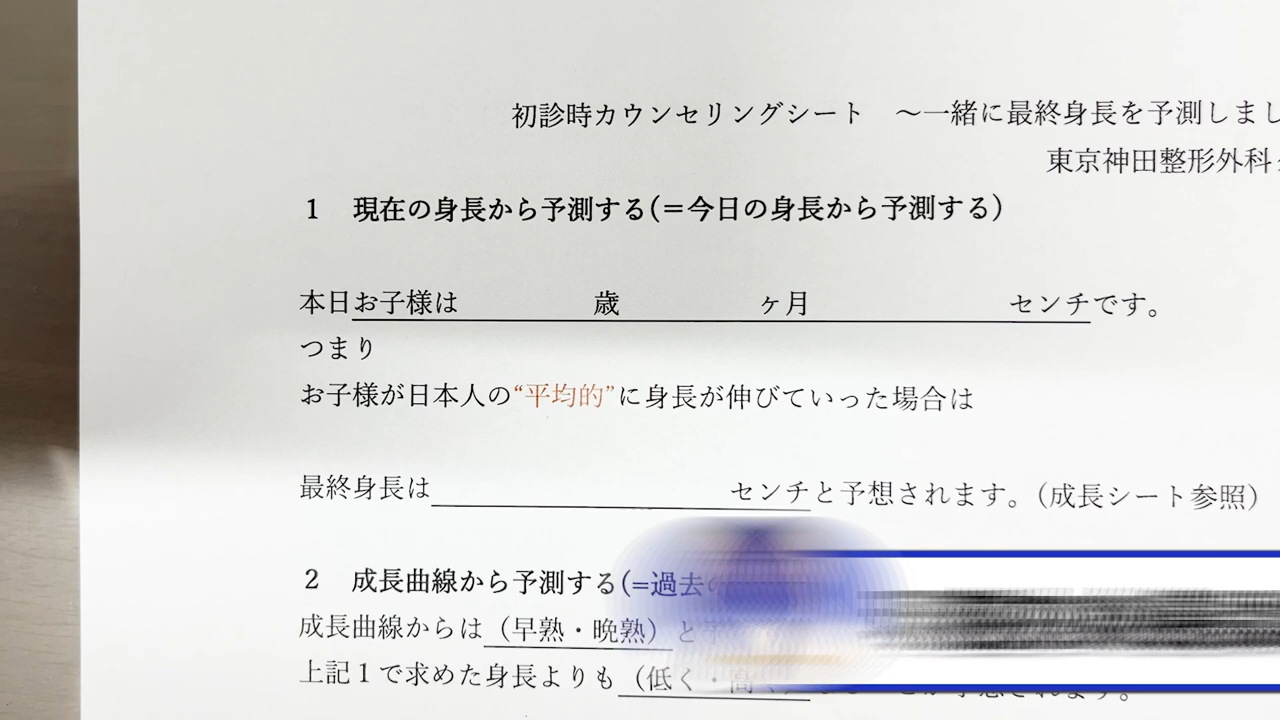 初診時カウンセリングシート　～一緒に最終身長を予測しまし
東京神田整形外科
1　現在の身長から予測する(＝今日の身長から予測する)
本日お子様は　歳　ヶ月　センチです。
つまり
お子様が日本人の“平均的”に身長が伸びていった場合は
最終身長は　センチと予想されます。(成長シート参照)
2　成長曲線から予測する(=過去の
成長曲線からは（早熟・晩熟）と
上記１で求めた身長よりも（低く・高く